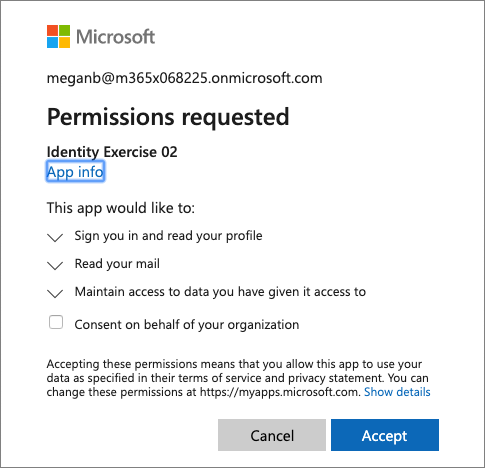 Microsoft
meganb@m365x068225.onmicrosoft.com
Permissions requested
Identity Exercise 02
App info
This app would like to:
Sign you in and read your profile
Read your mail
Maintain access to data you have given it access to
Consent on behalf of your organization
Accepting these permissions means that you allow this app to use your
data as specified in their terms of service and privacy statement. You can
change these permissions at https://myapps.microsoft.com. Show details
Cancel
Accept